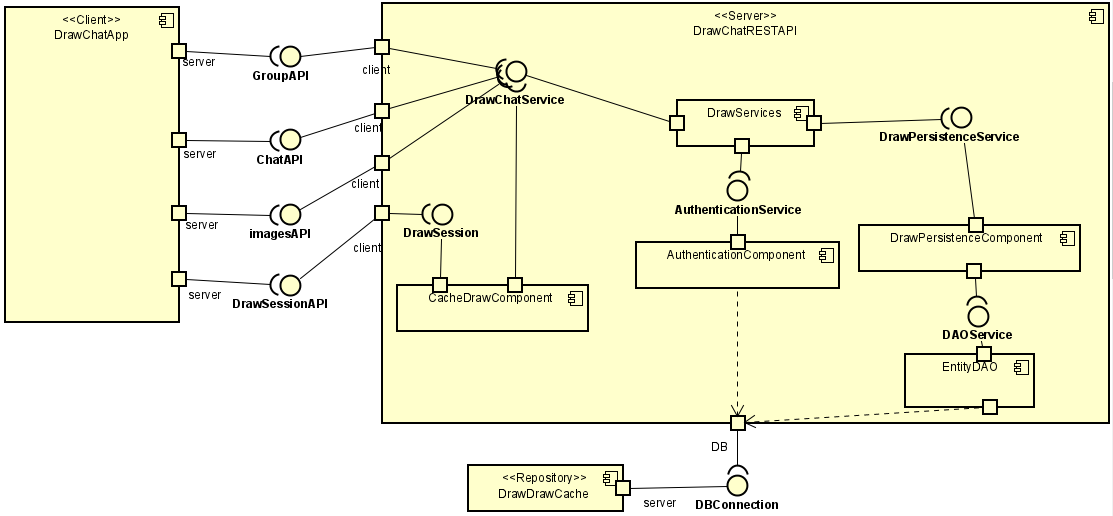 <<Client>>
DrawChatApp
<<Server>>
DrawChatRESTAPI
server
GroupAPI
client
DrawChatService
DrawServices
DrawPersistenceService
server
ChatAPI
client
server
imagesAPI
client
AuthenticationService
server
DrawSessionAPI
client
DrawSession
CacheDrawComponent
AuthenticationComponent
DrawPersistenceComponent
DAOService
EntityDAO
DB
<<Repository>>
DrawDrawCache
server
DBConnection